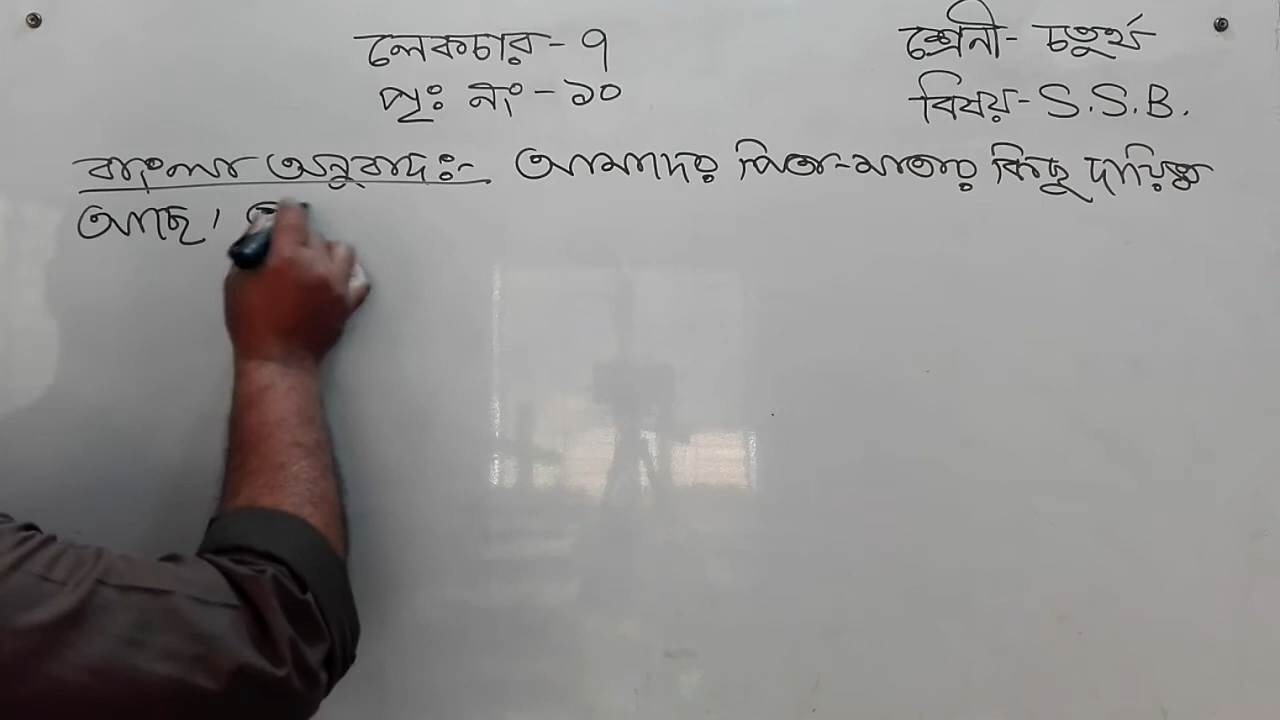 লেকচার - ৭
শ্রেনী - চতুর্থ
পৃঃ নং - ১০
বিষয় - S.S.B.
বাংলা অনুবাদঃ- আমাদের পিতা-মাতার কিছু দায়িত্ব
আছে।